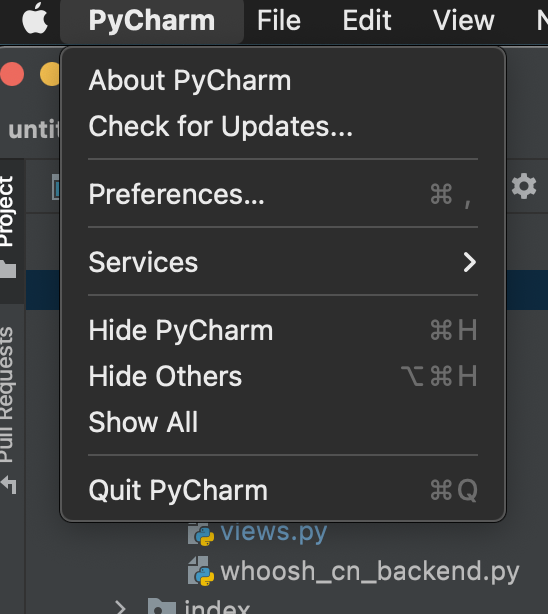 PyCharm File Edit View
About PyCharm
Check for Updates...
untit
Preferences... ⌘ ,
Project
Services
Hide PyCharm ⌘H
Hide Others ⌥⌘H
Pull Requests
Show All
Quit PyCharm ⌘Q
views.py
whoosh_cn_backend.py
index